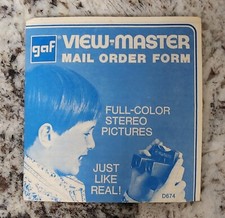 gaf VIEW-MASTER
MAIL ORDER FORM
FULL-COLOR
STEREO
PICTURES
JUST
LIKE
REAL!
D674